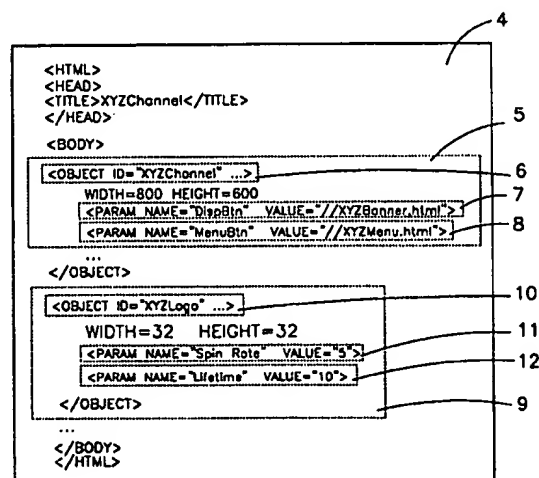 4
<HTML>
<HEAD>
<TITLE>XYZChannel</TITLE>
</HEAD>
<BODY>
5
<OBJECT ID="XYZChannel" ...>
6
WIDTH=800 HEIGHT=600
7
<PARAM NAME="DispBtn" VALUE="//XYZBanner.html">
<PARAM NAME="MenuBtn" VALUE="//XYZMenu.html">
8
...
</OBJECT>
<OBJECT ID="XYZLogo" ...>
10
WIDTH=32 HEIGHT=32
11
<PARAM NAME="Spin Rate" VALUE="5">
<PARAM NAME="Lifetime" VALUE="10">
12
</OBJECT>
9
...
</BODY>
</HTML>